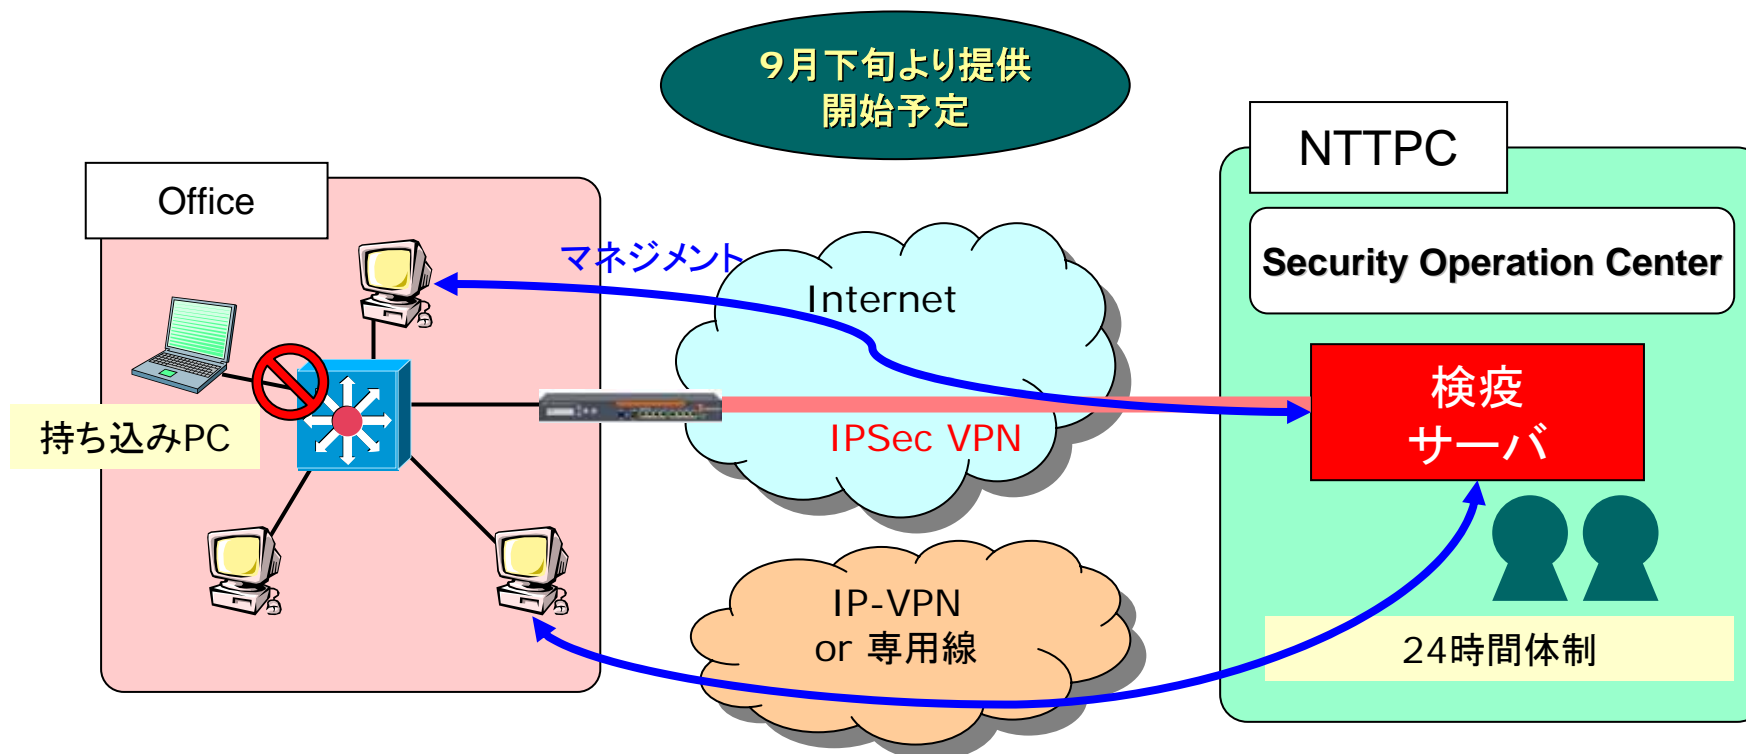 9月下旬より提供
開始予定
NTTPC
Office
Security Operation Center
マネジメント
Internet
検疫
サーバ
持ち込みPC
IPSec VPN
IP-VPN
or 専用線
24時間体制